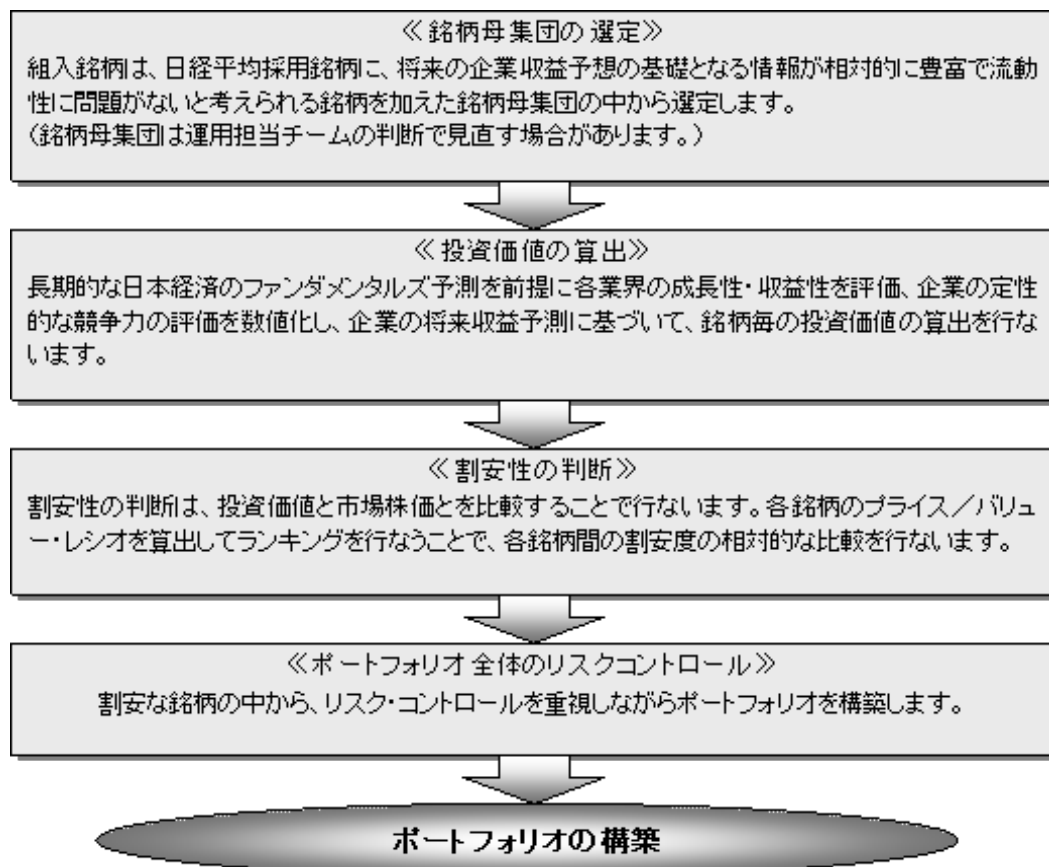 ≪銘柄母集団の選定≫
組入銘柄は、日経平均採用銘柄に、将来の企業収益予想の基礎となる情報が相対的に豊富で流動
性に問題がないと考えられる銘柄を加えた銘柄母集団の中から選定します。
（銘柄母集団は運用担当チームの判断で見直す場合があります。）
≪投資価値の算出≫
長期的な日本経済のファンダメンタルズ予測を前提に各業界の成長性・収益性を評価、企業の定性
的な競争力の評価を数値化し、企業の将来収益予測に基づいて、銘柄毎の投資価値の算出を行な
います。
≪割安性の判断≫
割安性の判断は、投資価値と市場株価とを比較することで行ないます。各銘柄のプライス／バリュ
ー・レシオを算出してランキングを行なうことで、各銘柄間の割安度の相対的な比較を行ないます。
≪ポートフォリオ全体のリスクコントロール≫
割安な銘柄の中から、リスク・コントロールを重視しながらポートフォリオを構築します。
ポートフォリオの構築